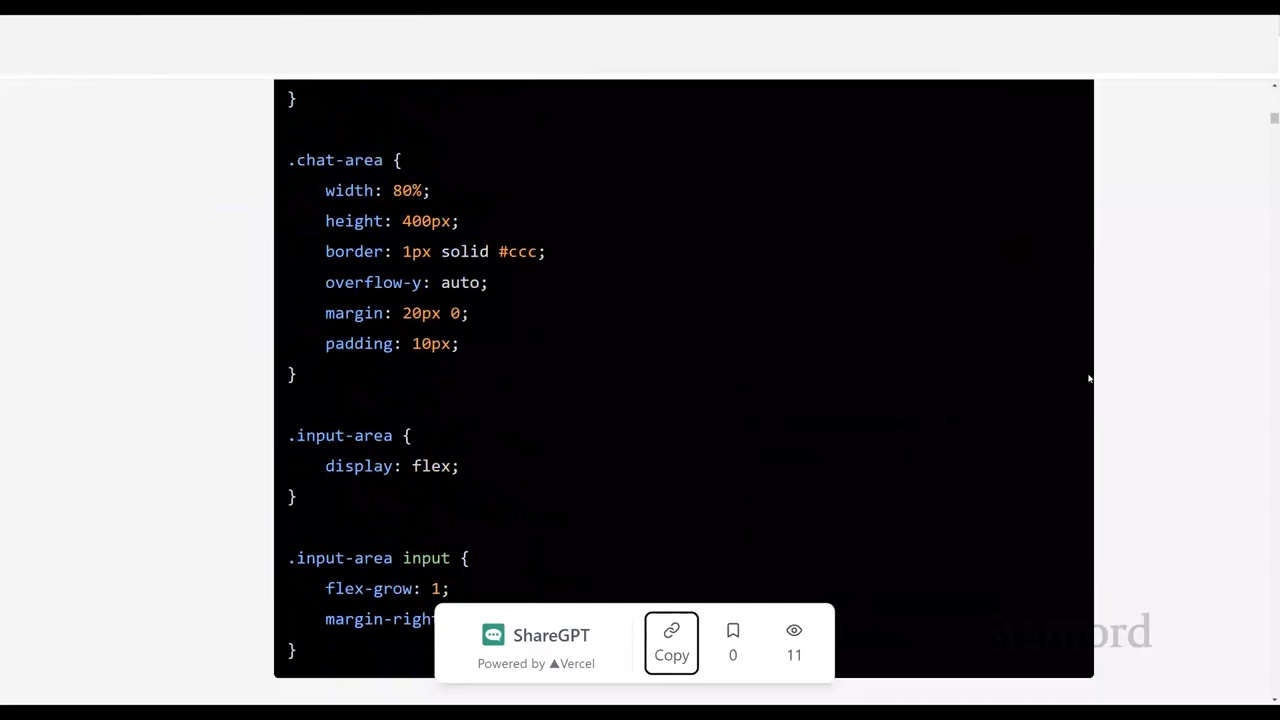 }
.chat-area {
width: 80%;
height: 400px;
border: 1px solid #ccc;
overflow-y: auto;
margin: 20px 0;
padding: 10px;
}
.input-area {
display: flex;
}
.input-area input {
flex-grow: 1;
margin-right
}
ShareGPT
Powered by ▲Vercel
Copy
0
11